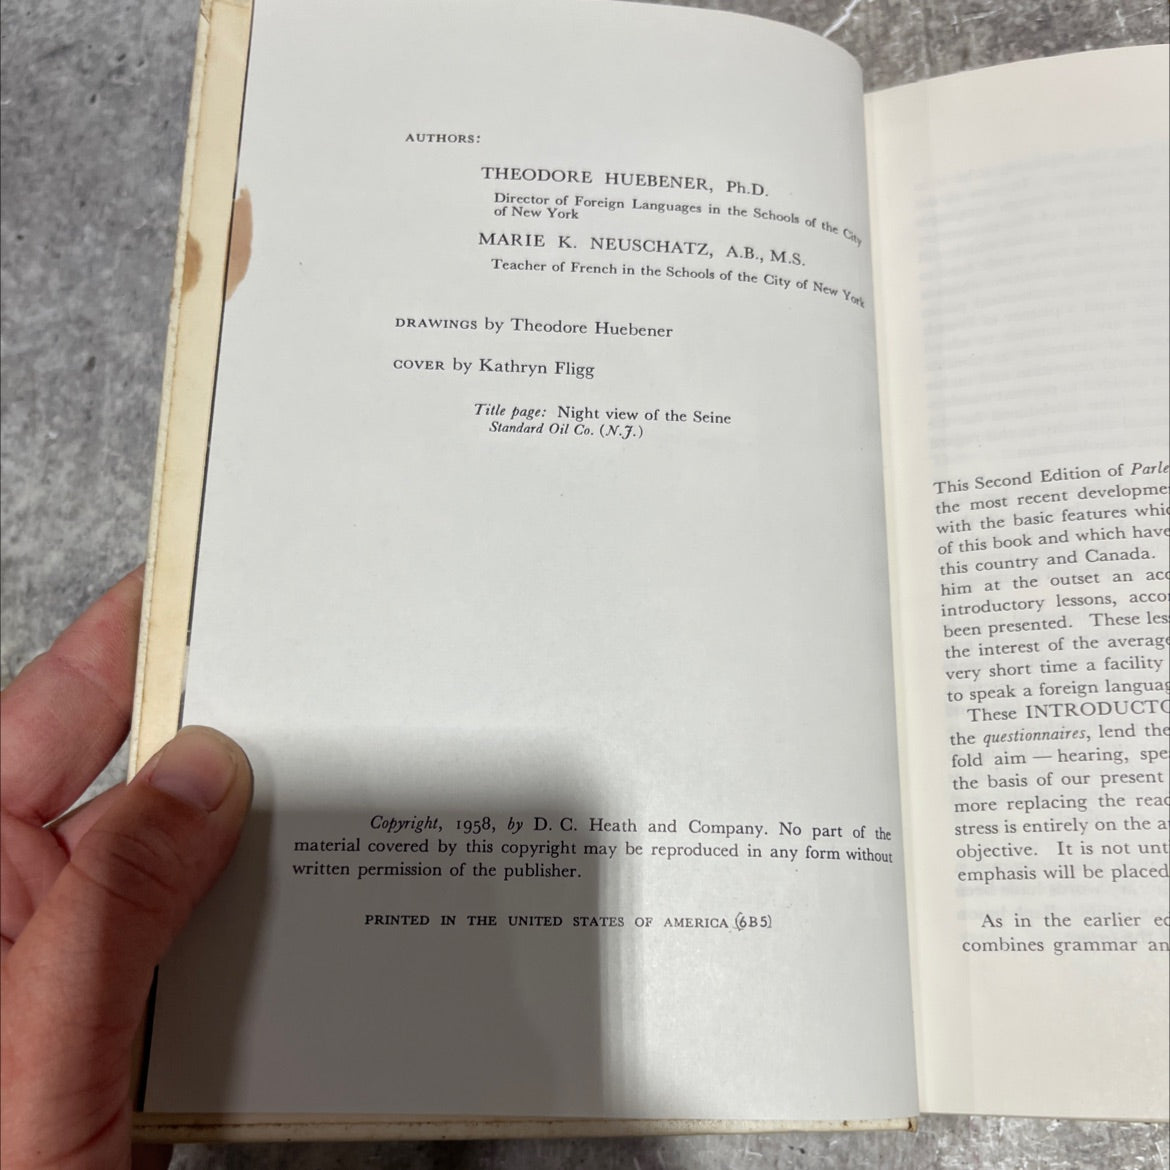 AUTHORS:
THEODORE HUEBENER, Ph.D.
Director of Foreign Languages in the Schools of the City
of New York
MARIE K. NEUSCHATZ, A.B., M.S.
Teacher of French in the Schools of the City of New York
DRAWINGS by Theodore Huebener
COVER by Kathryn Fligg
Title page: Night view of the Seine
Standard Oil Co. (N.J.)
Copyright, 1958, by D. C. Heath and Company. No part of the
material covered by this copyright may be reproduced in any form without
written permission of the publisher.
PRINTED IN THE UNITED STATES OF AMERICA (6B5)
This Second Edition of Parle
the most recent developme
with the basic features whic
of this book and which have
this country and Canada.
him at the outset an acc
introductory lessons, acco
been presented. These les
the interest of the average
very short time a facility
to speak a foreign languag
These INTRODUCTO
the questionnaires, lend the
fold aim — hearing, spe
the basis of our present
more replacing the read
stress is entirely on the a
objective. It is not unt
emphasis will be placed
As in the earlier ed
combines grammar an